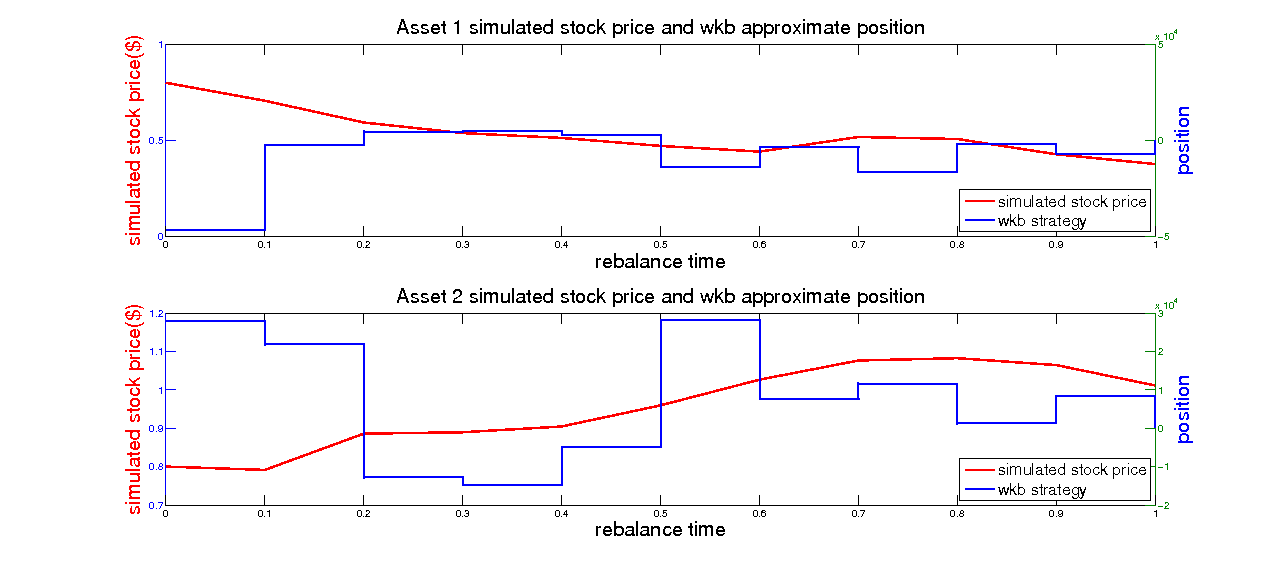 Asset 1 simulated stock price and wkb approximate position
simulated stock price($)
1
0.5
0
x 10^4
5
0
-5
position
simulated stock price
wkb strategy
0 0.1 0.2 0.3 0.4 0.5 0.6 0.7 0.8 0.9 1
rebalance time
Asset 2 simulated stock price and wkb approximate position
simulated stock price($)
1.2
1.1
1
0.9
0.8
0.7
x 10^4
3
2
1
0
-1
-2
position
simulated stock price
wkb strategy
0 0.1 0.2 0.3 0.4 0.5 0.6 0.7 0.8 0.9 1
rebalance time